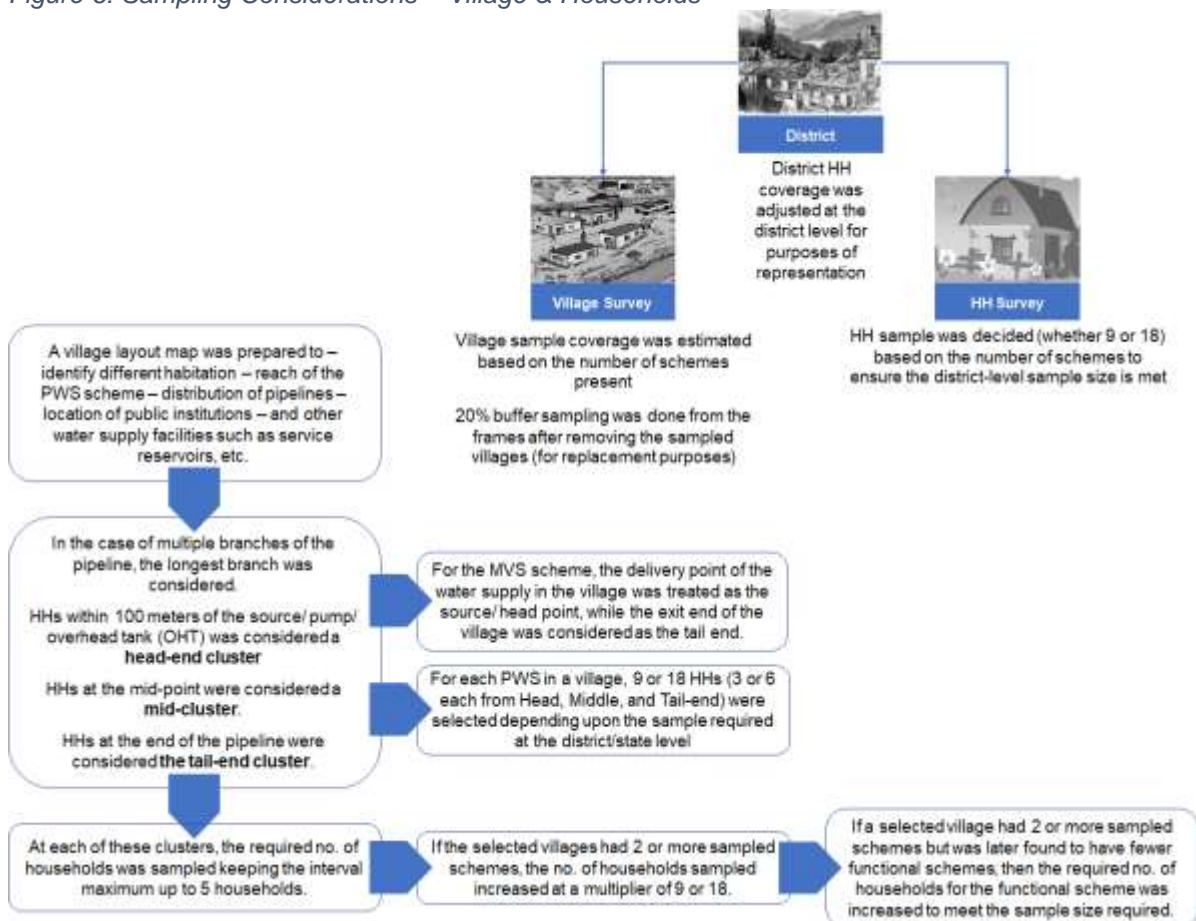 District
District HH
coverage was
adjusted at the
district level for
purposes of
representation
Village Survey
Village sample coverage was estimated
based on the number of schemes
present
20% buffer sampling was done from the
frames after removing the sampled
villages (for replacement purposes)
HH Survey
HH sample was decided (whether 9 or 18)
based on the number of schemes to
ensure the district-level sample size is met
A village layout map was prepared to –
identify different habitation – reach of the
PWS scheme – distribution of pipelines –
location of public institutions – and other
water supply facilities such as service
reservoirs, etc.
In the case of multiple branches of the
pipeline, the longest branch was
considered.
HHs within 100 meters of the source/ pump/
overhead tank (OHT) was considered a
head-end cluster
HHs at the mid-point were considered a
mid-cluster.
HHs at the end of the pipeline were
considered the tail-end cluster.
For the MVS scheme, the delivery point of the
water supply in the village was treated as the
source/ head point, while the exit end of the
village was considered as the tail end.
For each PWS in a village, 9 or 18 HHs (3 or 6
each from Head, Middle, and Tail-end) were
selected depending upon the sample required
at the district/state level
At each of these clusters, the required no. of
households was sampled keeping the interval
maximum up to 5 households.
If the selected villages had 2 or more sampled
schemes, the no. of households sampled
increased at a multiplier of 9 or 18.
If a selected village had 2 or more sampled
schemes but was later found to have fewer
functional schemes, then the required no. of
households for the functional scheme was
increased to meet the sample size required.